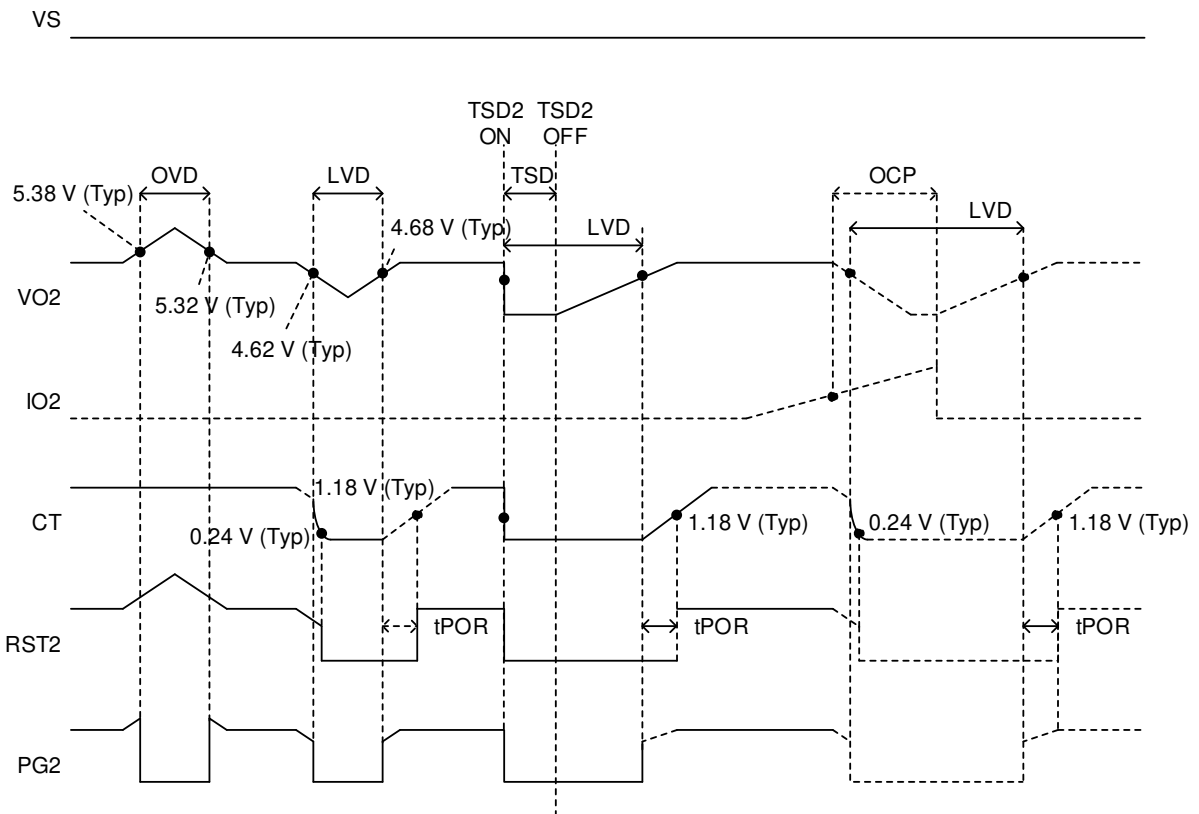 VS
TSD2 TSD2
ON OFF
OVD LVD TSD OCP
5.38 V (Typ) 4.68 V (Typ) LVD LVD
VO2
5.32 V (Typ)
4.62 V (Typ)
IO2
1.18 V (Typ)
CT
0.24 V (Typ) 1.18 V (Typ) 0.24 V (Typ) 1.18 V (Typ)
RST2
tPOR tPOR tPOR
PG2